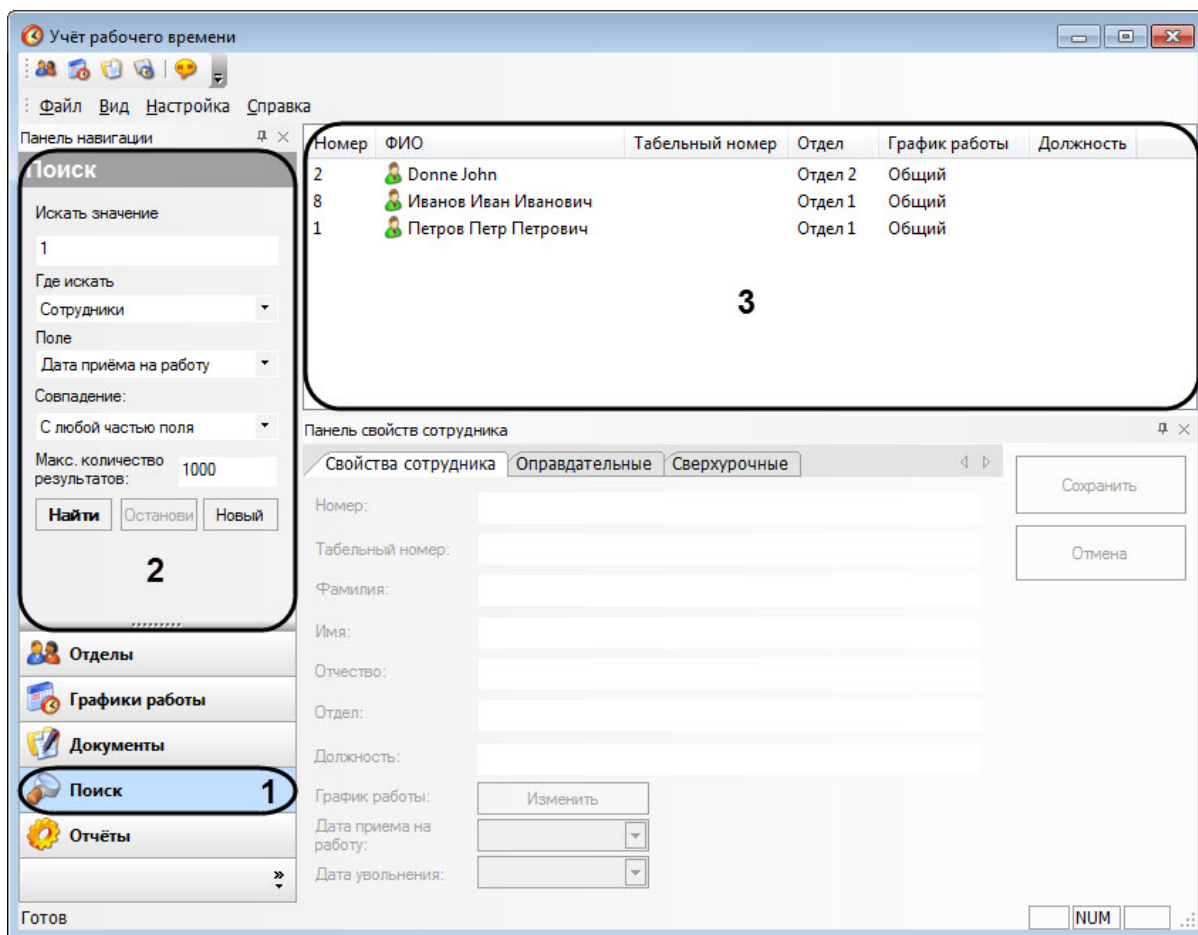 Учёт рабочего времени
Файл Вид Настройка Справка
Панель навигации
Поиск
Искать значение
1
Где искать
Сотрудники
Поле
Дата приёма на работу
Совпадение:
С любой частью поля
Макс. количество
результатов:
1000
Найти Останови Новый
2
Отделы
Графики работы
Документы
Поиск 1
Отчёты
Номер ФИО Табельный номер Отдел График работы Должность
2 Donne John Отдел 2 Общий
8 Иванов Иван Иванович Отдел 1 Общий
1 Петров Петр Петрович Отдел 1 Общий
3
Панель свойств сотрудника
Свойства сотрудника Оправдательные Сверхурочные
Номер:
Табельный номер:
Фамилия:
Имя:
Отчество:
Отдел:
Должность:
График работы: Изменить
Дата приема на
работу:
Дата увольнения:
Сохранить
Отмена
Готов
NUM